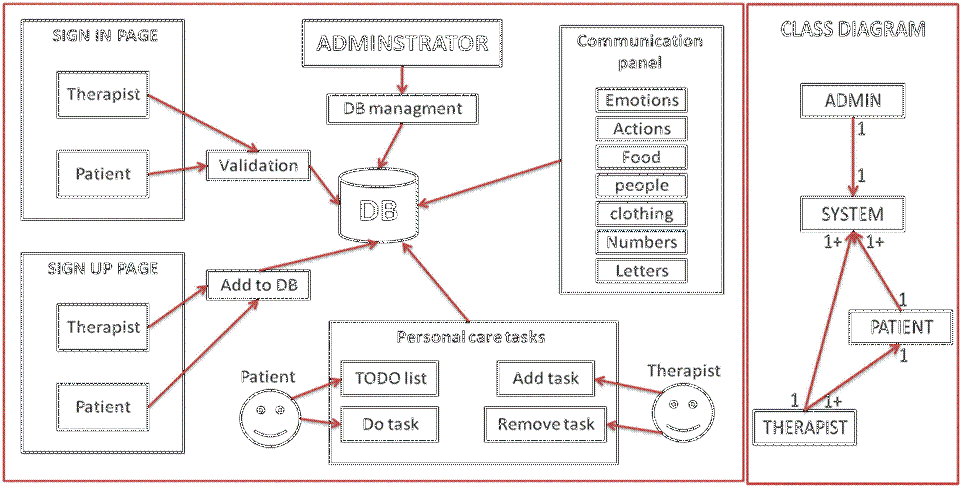 SIGN IN PAGE
Therapist
Patient
Validation
ADMINSTRATOR
DB managment
DB
Communication
panel
Emotions
Actions
Food
people
clothing
Numbers
Letters
SIGN UP PAGE
Therapist
Patient
Add to DB
Personal care tasks
Patient
TODO list
Do task
Add task
Remove task
Therapist
CLASS DIAGRAM
ADMIN
1
1
SYSTEM
1+ 1+
1
PATIENT
1
1 1+
THERAPIST